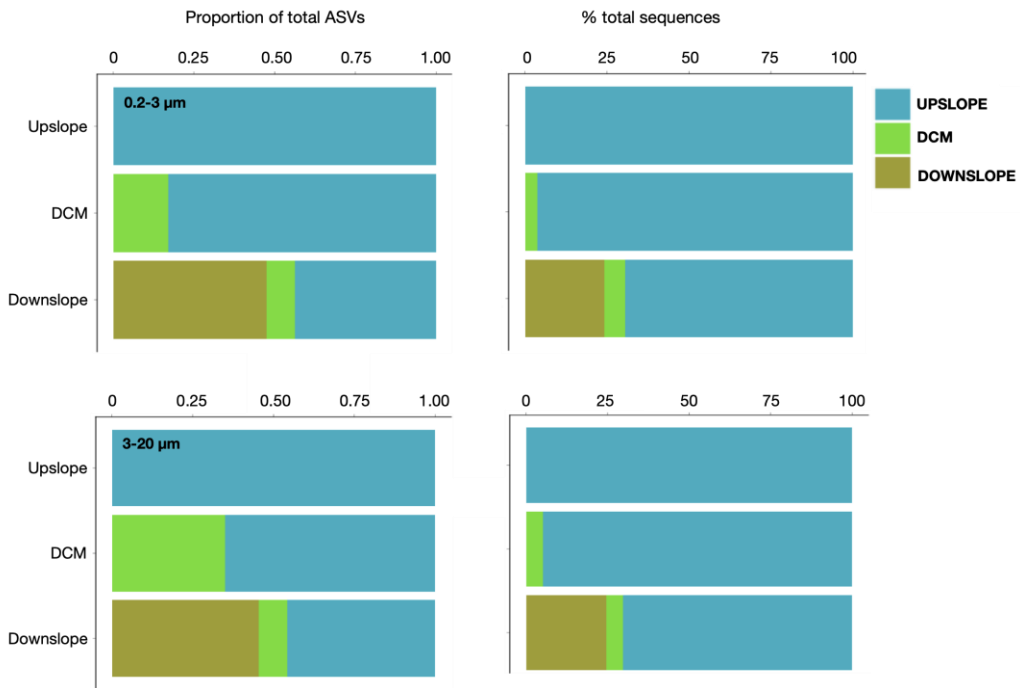 Proportion of total ASVs
% total sequences
0 0.25 0.50 0.75 1.00
0 25 50 75 100
0.2-3 µm
Upslope
DCM
Downslope
UPSLOPE
DCM
DOWNSLOPE
0 0.25 0.50 0.75 1.00
0 25 50 75 100
3-20 µm
Upslope
DCM
Downslope